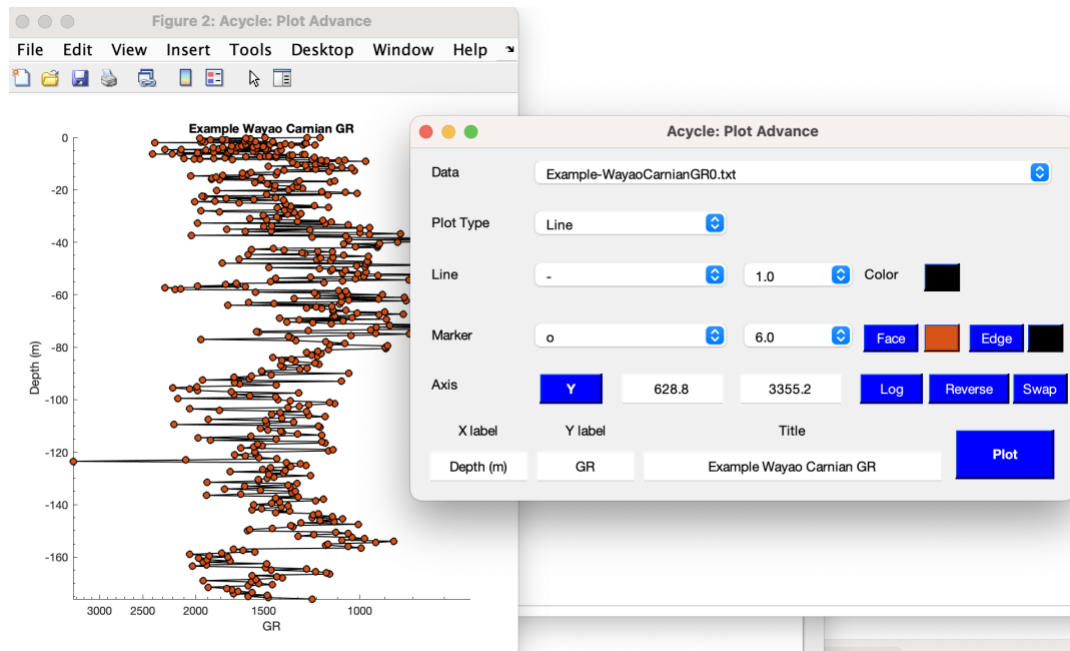 Figure 2: Acycle: Plot Advance
File Edit View Insert Tools Desktop Window Help
Example Wayao Carnian GR
0
-20
-40
-60
-80
-100
-120
-140
-160
Depth (m)
3000 2500 2000 1500 1000
GR
Acycle: Plot Advance
Data Example-WayaoCarnianGR0.txt
Plot Type Line
Line - 1.0 Color
Marker o 6.0 Face Edge
Axis Y 628.8 3355.2 Log Reverse Swap
X label Y label Title
Depth (m) GR Example Wayao Carnian GR Plot